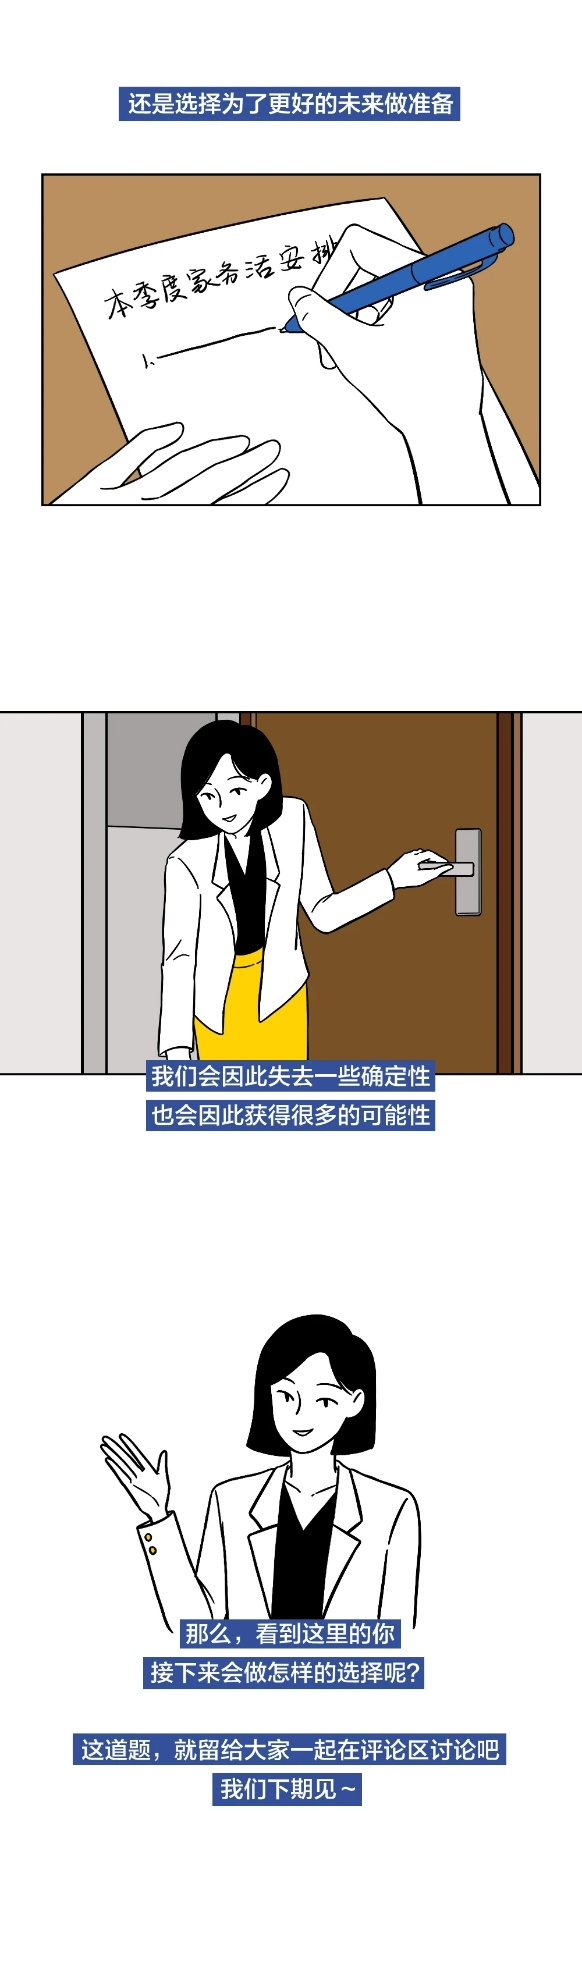 还是选择为了更好的未来做准备
本季度家务活安排
1.
我们会因此失去一些确定性
也会因此获得很多的可能性
那么，看到这里的你
接下来会做怎样的选择呢？
这道题，就留给大家一起在评论区讨论吧
我们下期见～